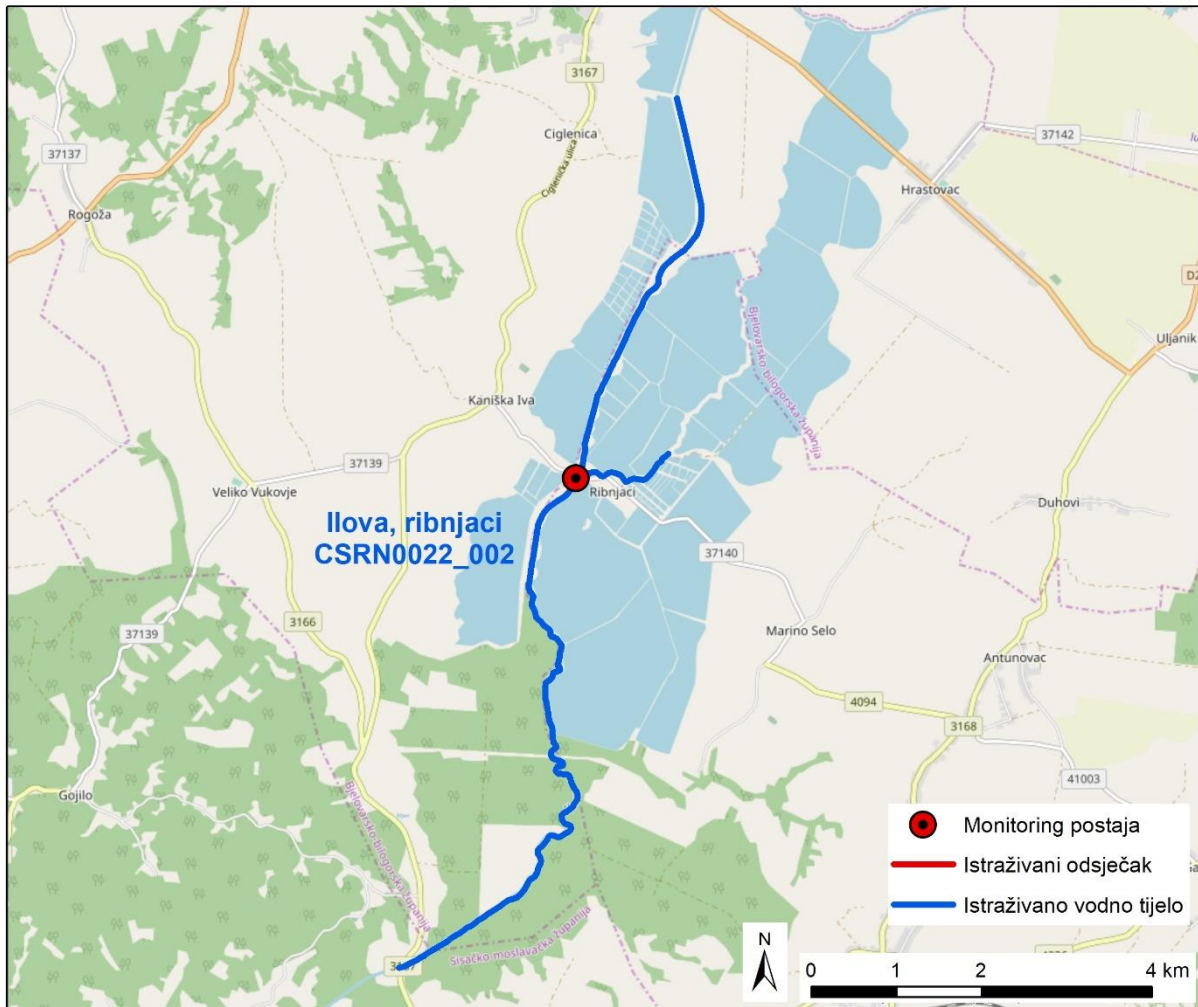 3167
Ciglenica
Ciglenička ulica
37142
37137
Hrastovac
Rogoža
Uljanik
Bjelovarsko-bilogorska županija
Kaniška Iva
37139
Veliko Vukovje
Ribnjaci
Duhovi
Ilova, ribnjaci
CSRN0022_002
37140
3166
37139
Marino Selo
Antunovac
4094
3168
41003
Gojilo
Bjelovarsko-bilogorska županija
Sisačko-moslavačka županija
Monitoring postaja
Istraživani odsječak
Istraživano vodno tijelo
N
0 1 2 4 km